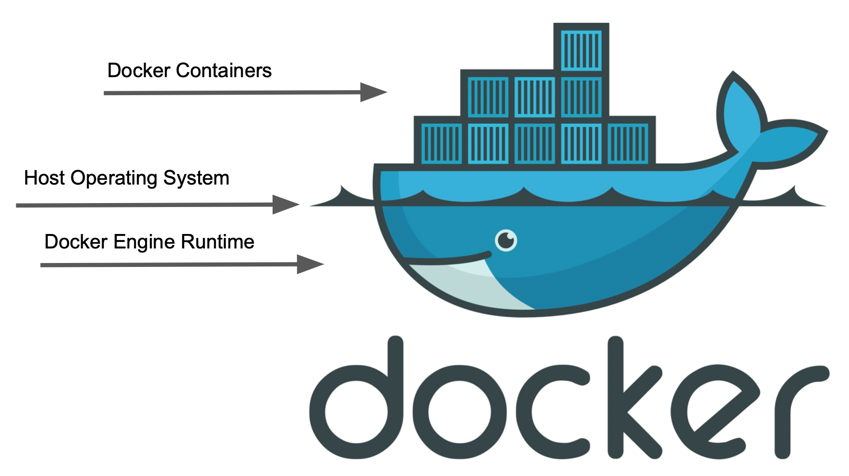 Docker Containers
Host Operating System
Docker Engine Runtime
docker